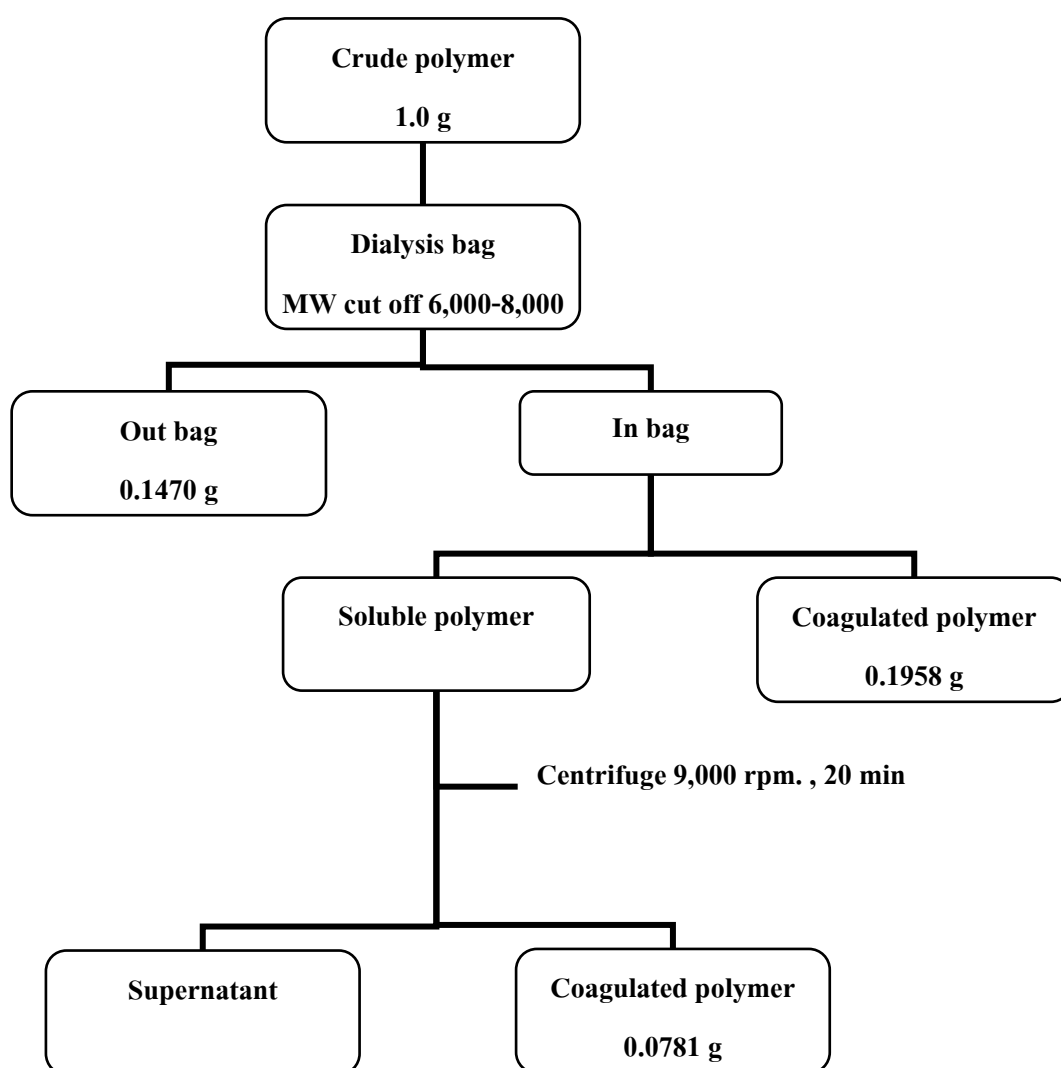 Crude polymer
1.0 g
Dialysis bag
MW cut off 6,000-8,000
Out bag
0.1470 g
In bag
Soluble polymer
Coagulated polymer
0.1958 g
Centrifuge 9,000 rpm. , 20 min
Supernatant
Coagulated polymer
0.0781 g